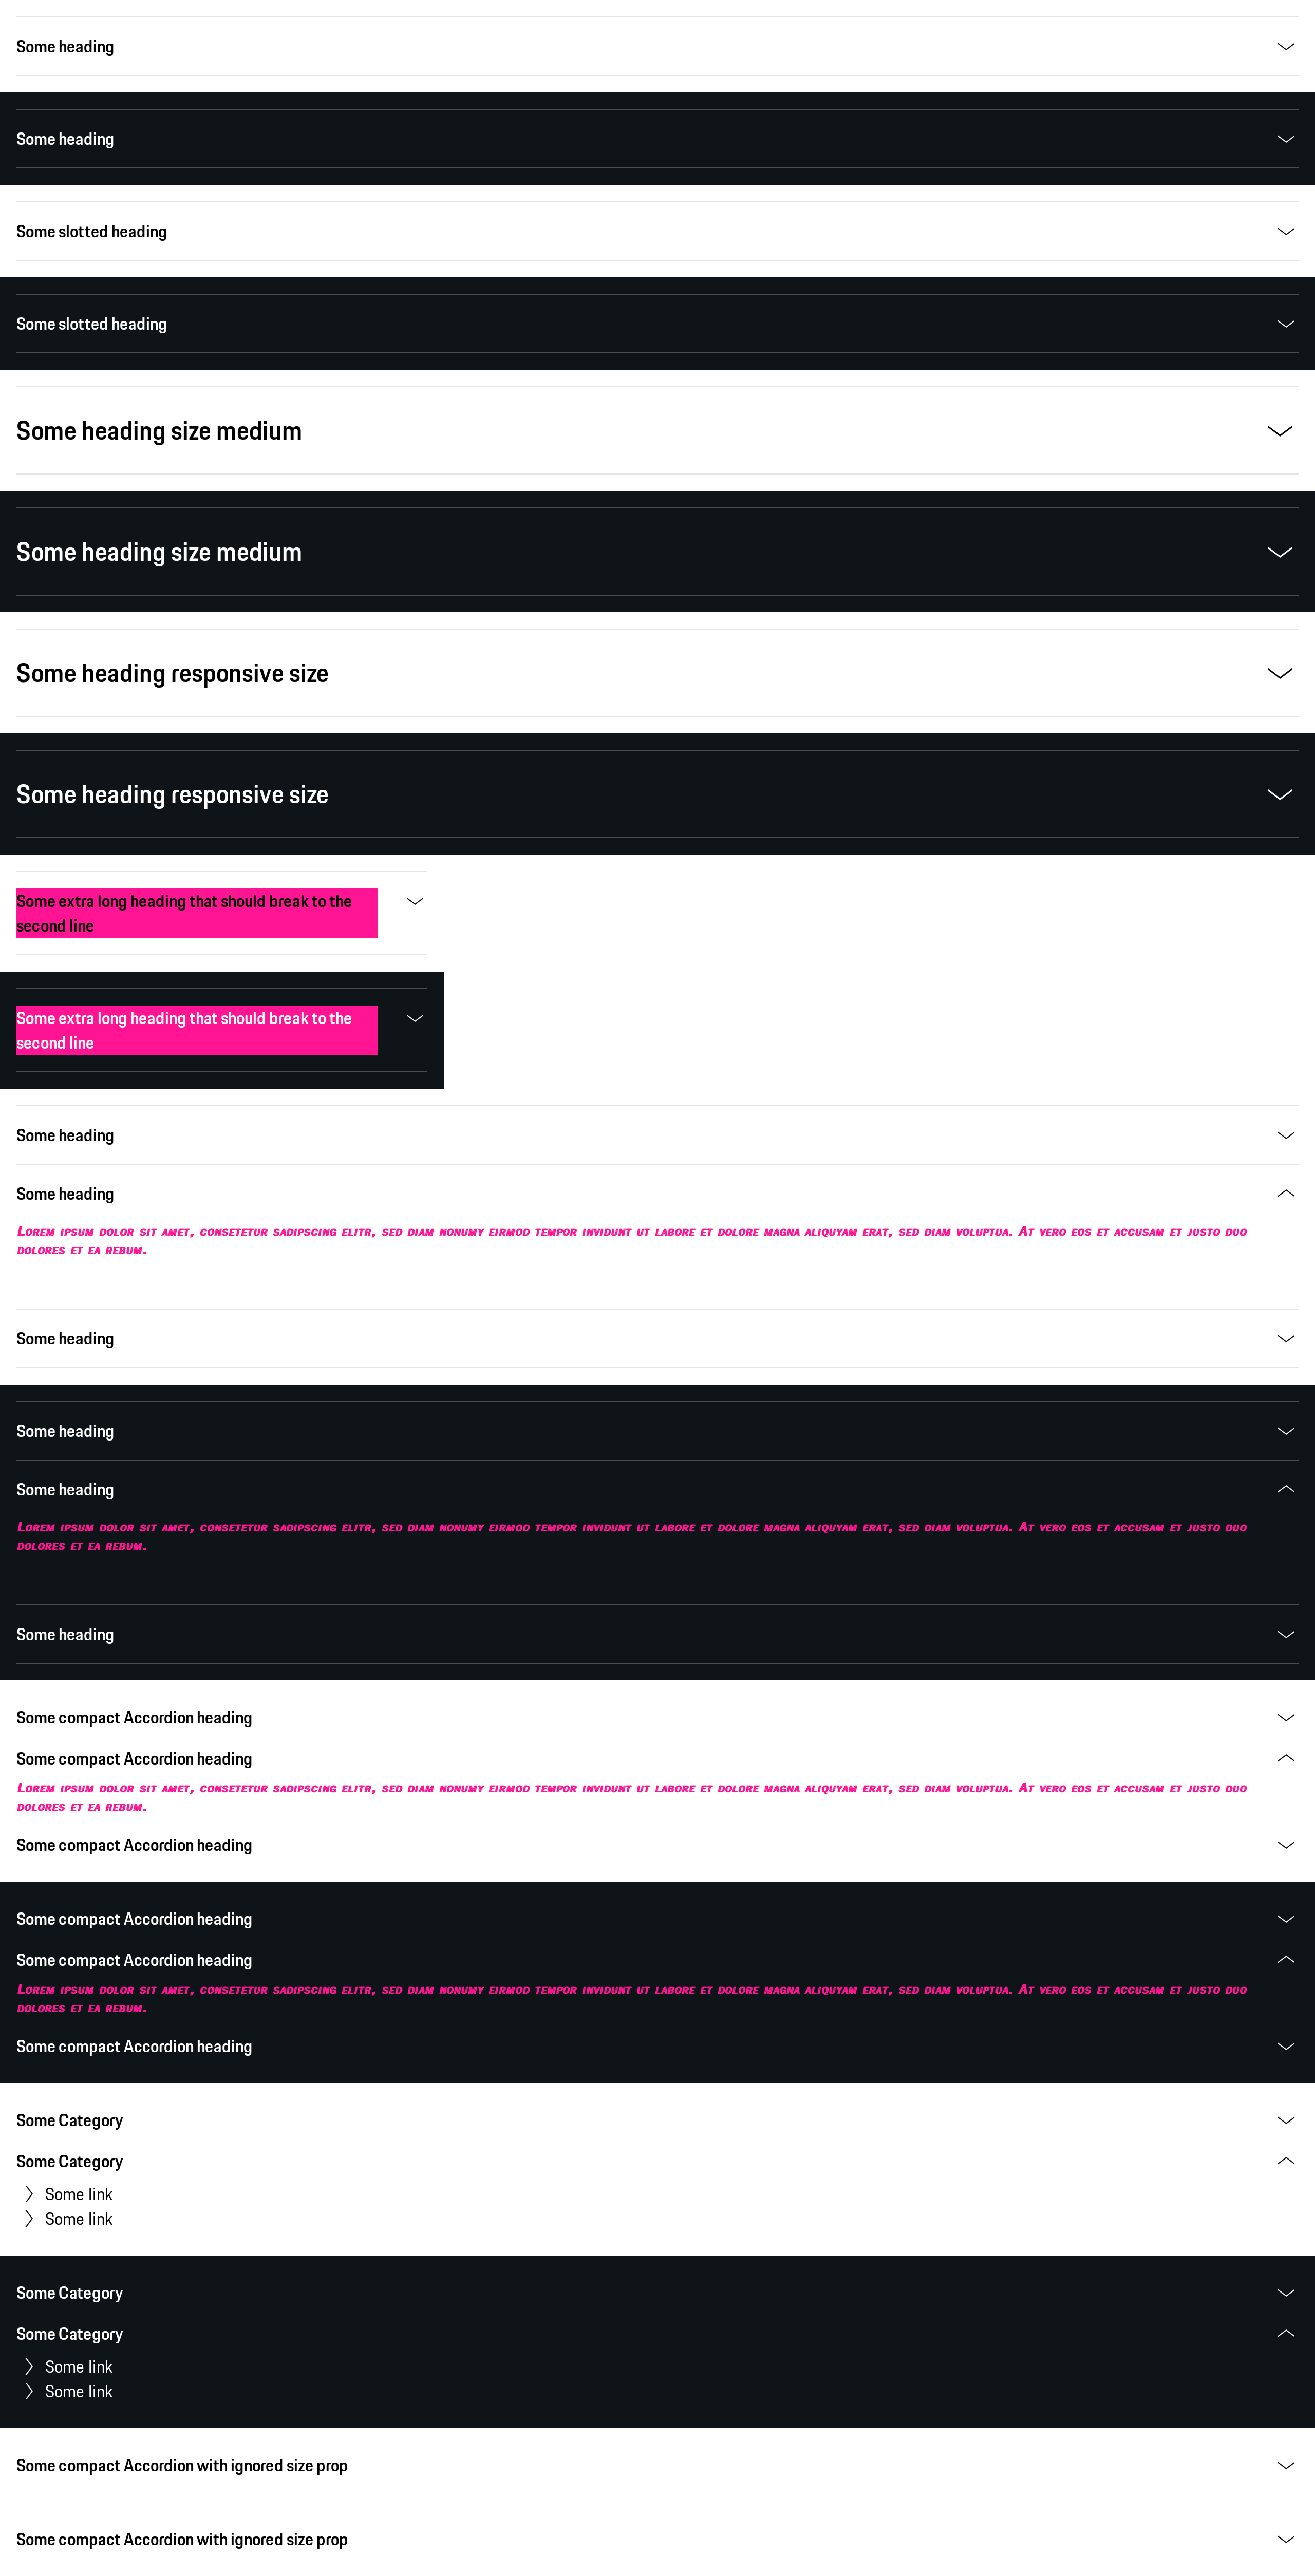 Some heading
Some heading
Some slotted heading
Some slotted heading
Some heading size medium
Some heading size medium
Some heading responsive size
Some heading responsive size
Some extra long heading that should break to the
second line
Some extra long heading that should break to the
second line
Some heading
Some heading
Lorem ipsum dolor sit amet, consetetur sadipscing elitr, sed diam nonumy eirmod tempor invidunt ut labore et dolore magna aliquyam erat, sed diam voluptua. At vero eos et accusam et justo duo
dolores et ea rebum.
Some heading
Some heading
Some heading
Lorem ipsum dolor sit amet, consetetur sadipscing elitr, sed diam nonumy eirmod tempor invidunt ut labore et dolore magna aliquyam erat, sed diam voluptua. At vero eos et accusam et justo duo
dolores et ea rebum.
Some heading
Some compact Accordion heading
Some compact Accordion heading
Lorem ipsum dolor sit amet, consetetur sadipscing elitr, sed diam nonumy eirmod tempor invidunt ut labore et dolore magna aliquyam erat, sed diam voluptua. At vero eos et accusam et justo duo
dolores et ea rebum.
Some compact Accordion heading
Some compact Accordion heading
Some compact Accordion heading
Lorem ipsum dolor sit amet, consetetur sadipscing elitr, sed diam nonumy eirmod tempor invidunt ut labore et dolore magna aliquyam erat, sed diam voluptua. At vero eos et accusam et justo duo
dolores et ea rebum.
Some compact Accordion heading
Some Category
Some Category
Some link
Some link
Some Category
Some Category
Some link
Some link
Some compact Accordion with ignored size prop
Some compact Accordion with ignored size prop